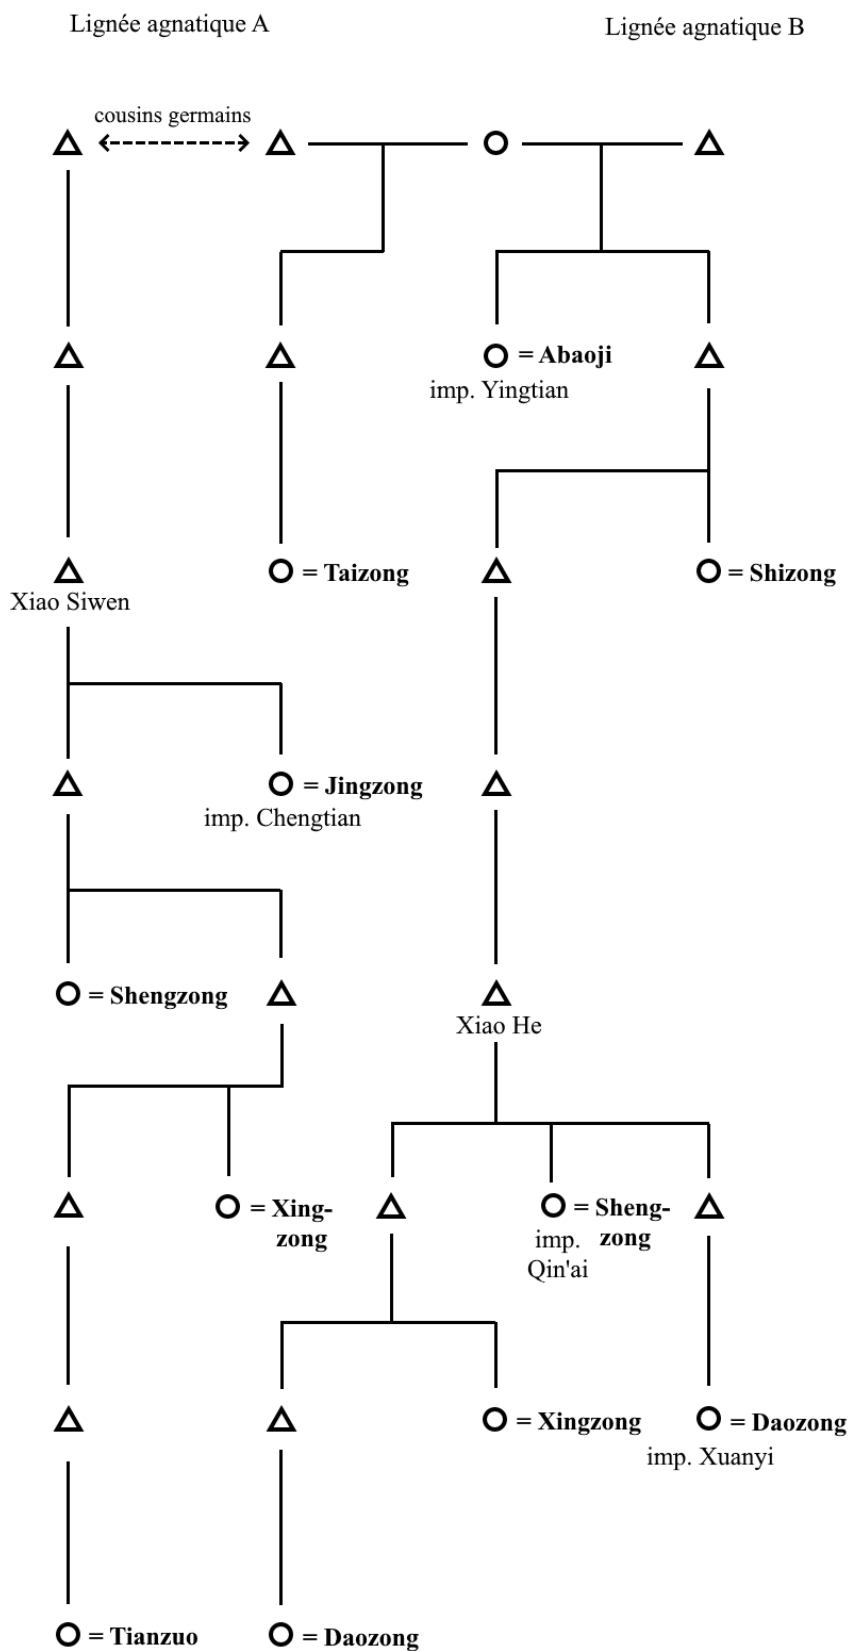 Lignée agnatique A
Lignée agnatique B
cousins germains
= Abaoji
imp. Yingtian
Xiao Siwen
= Taizong
= Shizong
= Jingzong
imp. Chengtian
= Shengzong
Xiao He
= Xing-
zong
= Sheng-
zong
imp.
Qin'ai
= Xingzong
= Daozong
imp. Xuanyi
= Tianzuo
= Daozong